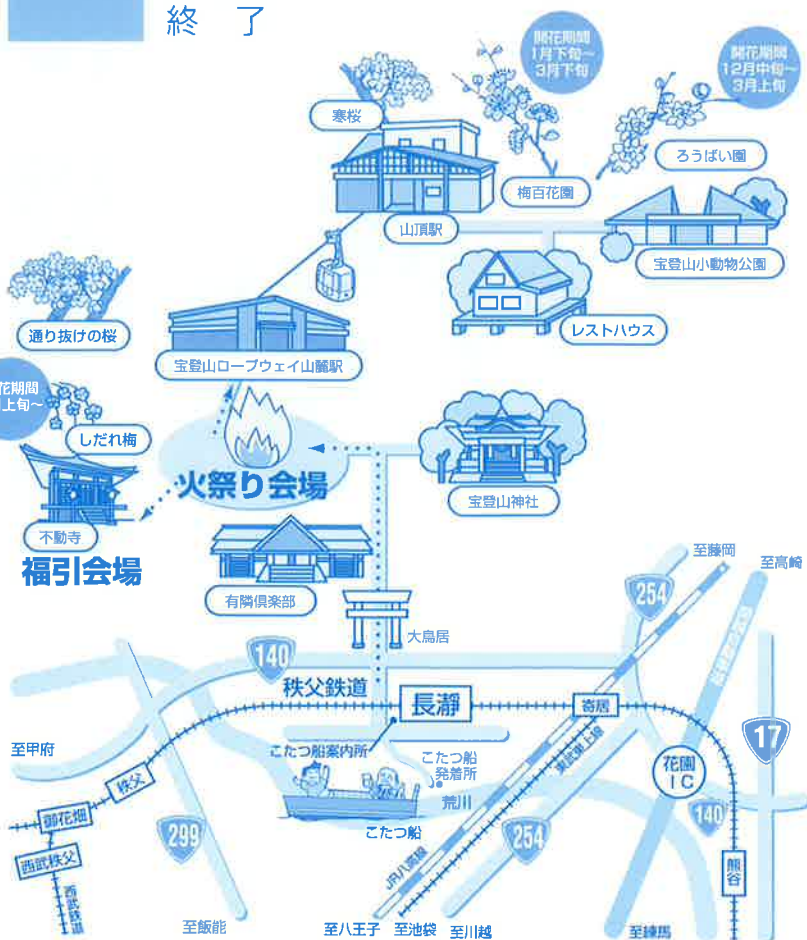 終 了
開花期間
1月下旬～
3月下旬
開花期間
12月中旬～
3月上旬
寒桜
ろうばい園
梅百花園
山頂駅
宝登山小動物公園
レストハウス
通り抜けの桜
宝登山ロープウェイ山麓駅
花期間
上旬～
しだれ梅
火祭り会場
宝登山神社
不動寺
福引会場
有隣倶楽部
大鳥居
至藤岡
至高崎
254
140
秩父鉄道
長瀞
寄居
17
至甲府
こたつ船案内所
こたつ船
発着所
荒川
東武東上線
花園
IC
秩父
御花畑
299
254
140
こたつ船
JR八高線
西武秩父
熊谷
西武鉄道
至飯能
至八王子
至池袋
至川越
至練馬